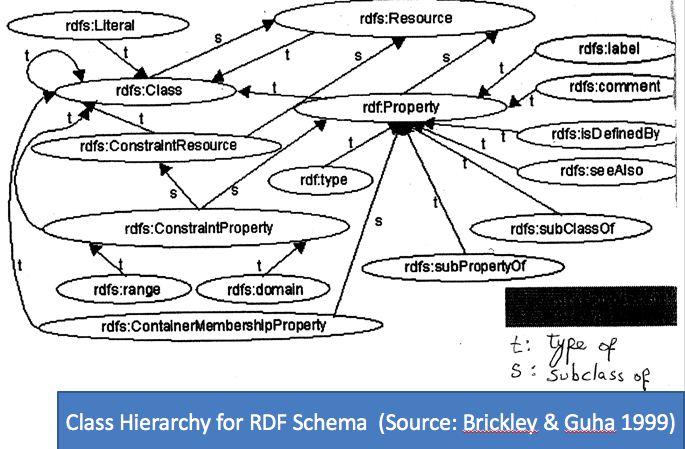 rdfs:Literal
rdfs:Resource
t
s
t
s
s
rdfs:label
t
t
rdfs:Class
t
rdfs:comment
t
rdf:Property
t
t
rdfs:isDefinedBy
t
rdfs:ConstraintResource
t
t
rdfs:seeAlso
rdf:type
s
s
t
s
rdfs:ConstraintProperty
rdfs:subClassOf
t
t
t
rdfs:subPropertyOf
rdfs:range
rdfs:domain
rdfs:ContainerMembershipProperty
t: type of
s: subclass of
Class Hierarchy for RDF Schema (Source: Brickley & Guha 1999)